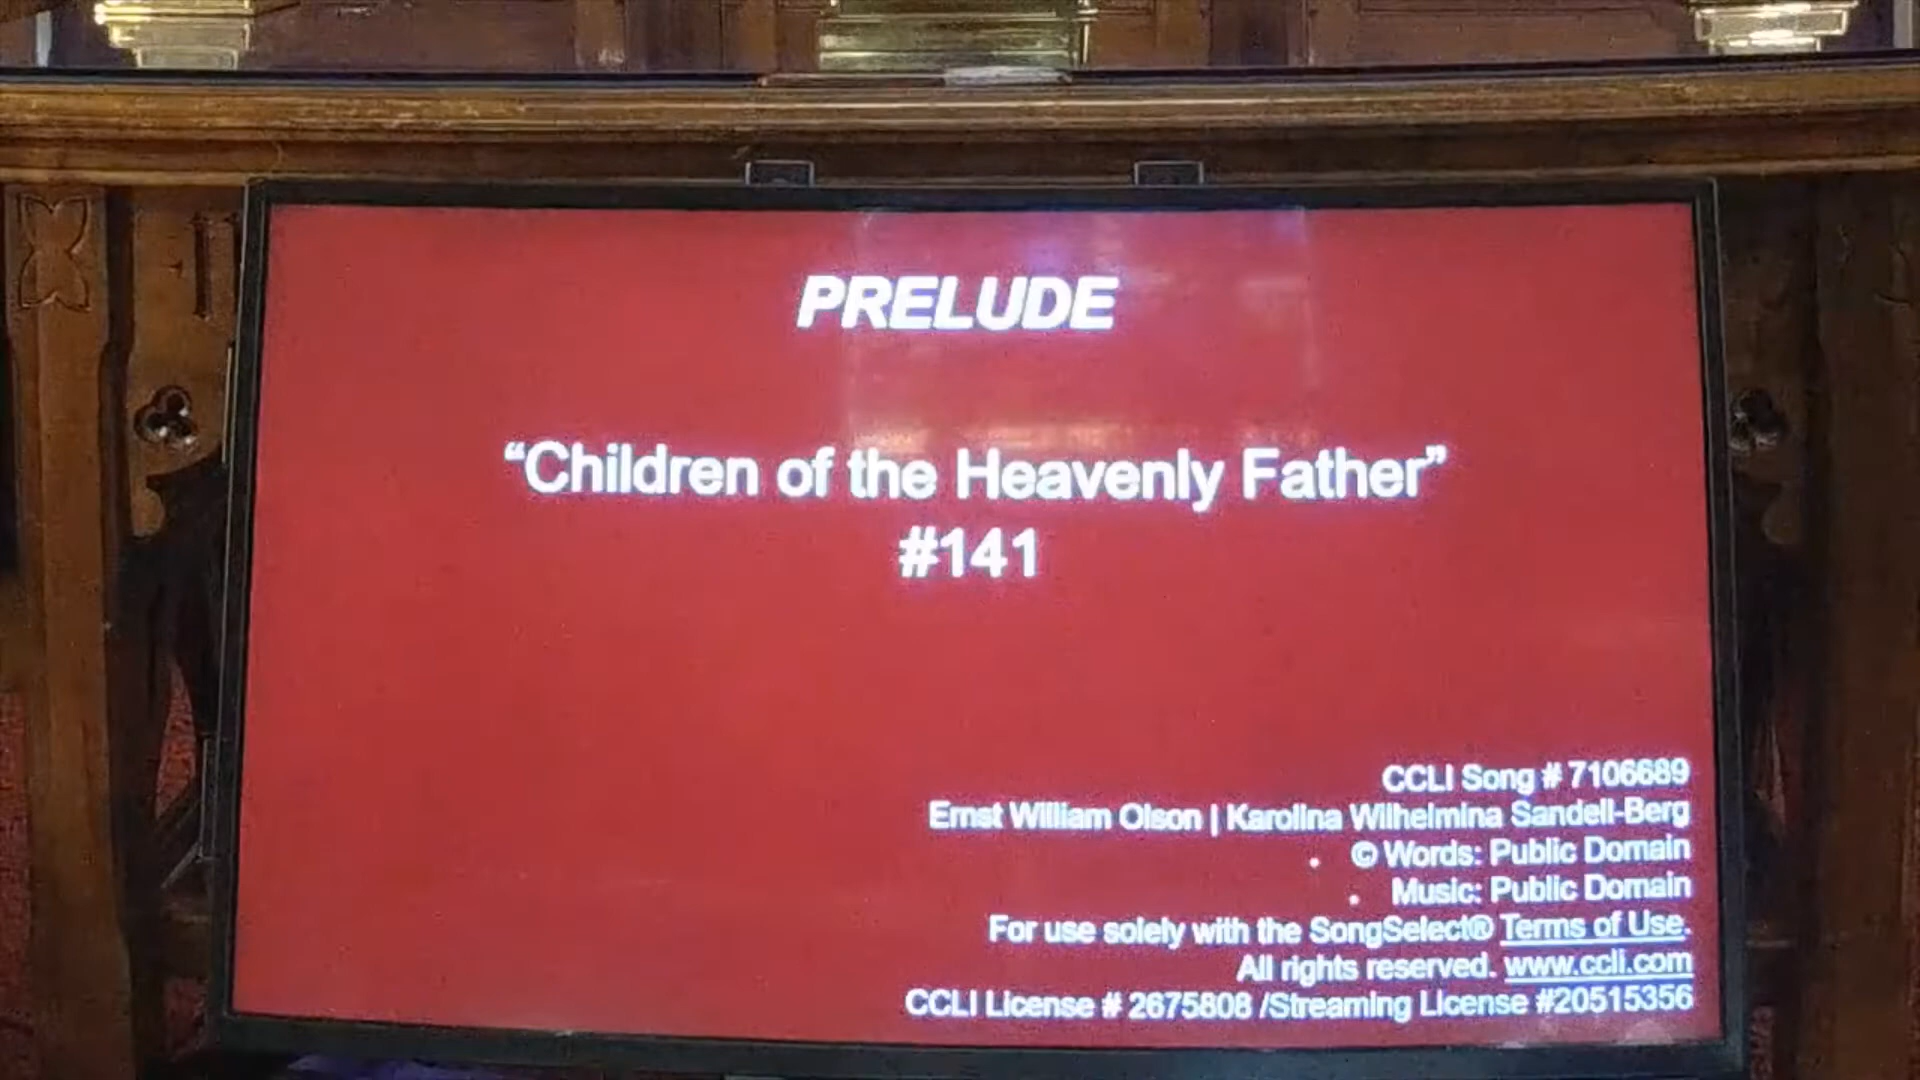 PRELUDE
“Children of the Heavenly Father”
#141
CCLI Song # 7106689
Ernst William Olson | Karolina Wilhelmina Sandell-Berg
• © Words: Public Domain
• Music: Public Domain
For use solely with the SongSelect® Terms of Use.
All rights reserved. www.ccli.com
CCLI License # 2675808 /Streaming License #20515356